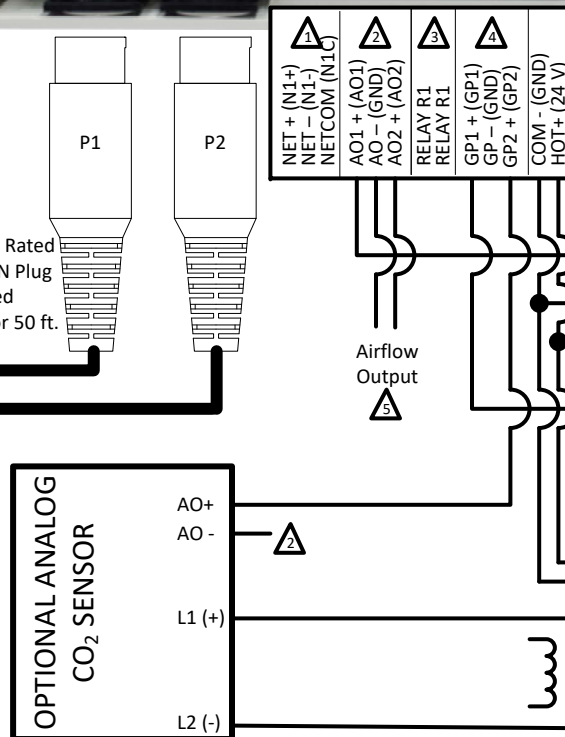 1
2
3
4
NET + (N1+)
NET – (N1-)
NETCOM (N1C)
AO1 + (AO1)
AO – (GND)
AO2 + (AO2)
RELAY R1
RELAY R1
GP1 + (GP1)
GP – (GND)
GP2 + (GP2)
COM - (GND)
HOT+ (24 V)
P1
P2
Rated
N Plug
or 50 ft.
Airflow
Output
5
OPTIONAL ANALOG
CO₂ SENSOR
AO+
AO -
2
L1 (+)
L2 (-)